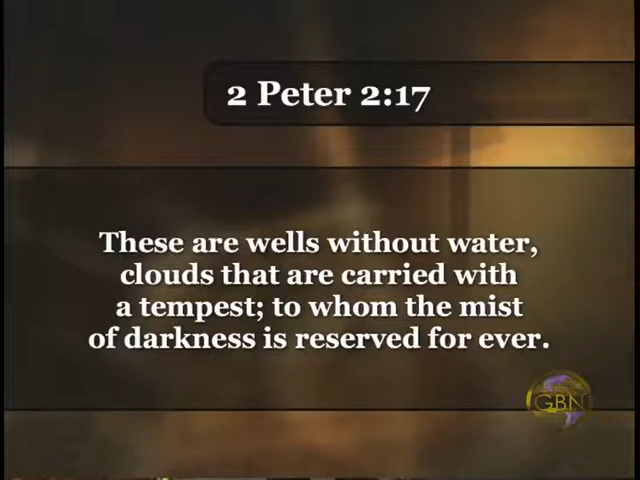 2 Peter 2:17
These are wells without water,
clouds that are carried with
a tempest; to whom the mist
of darkness is reserved for ever.
GBN